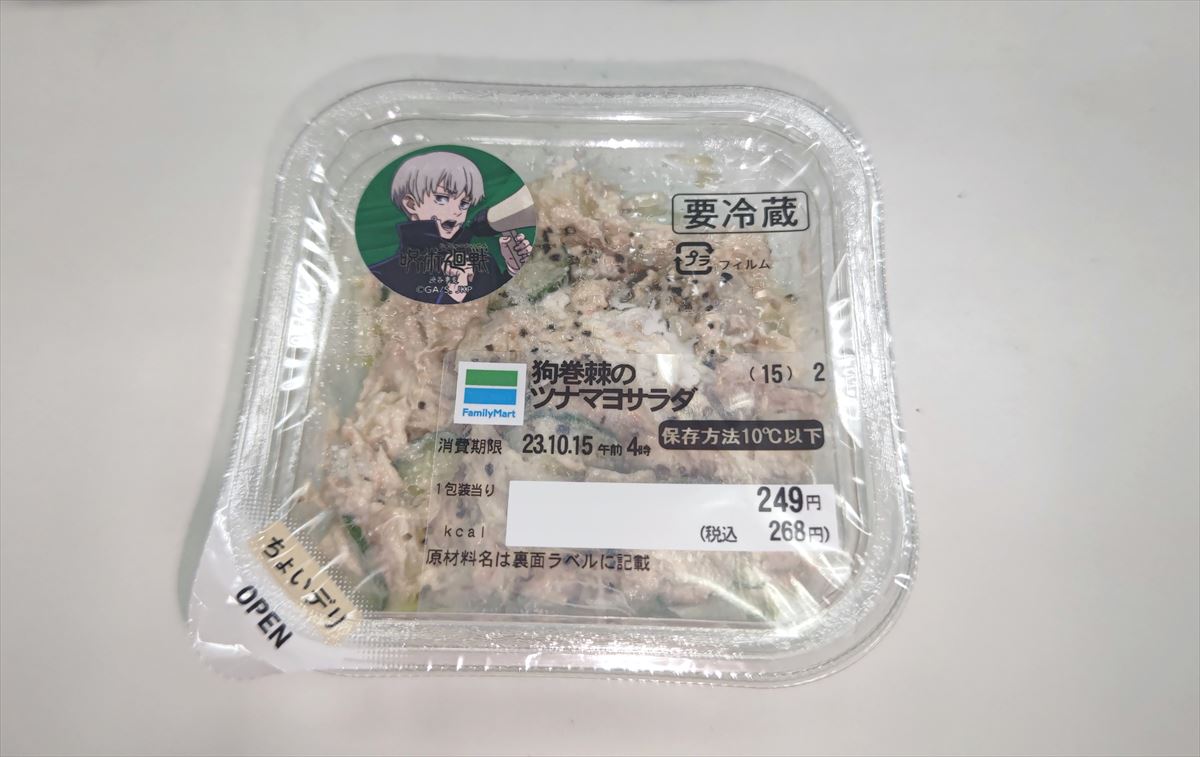 呪術廻戦
©GA/S, JKP
要冷蔵
プラ フィルム
FamilyMart
狗巻棘の
ツナマヨサラダ
(15) 2
消費期限 23.10.15 午前4時
保存方法10℃以下
1包装当り
249円
kcal
(税込 268円)
原材料名は裏面ラベルに記載
ちょいデリ
OPEN